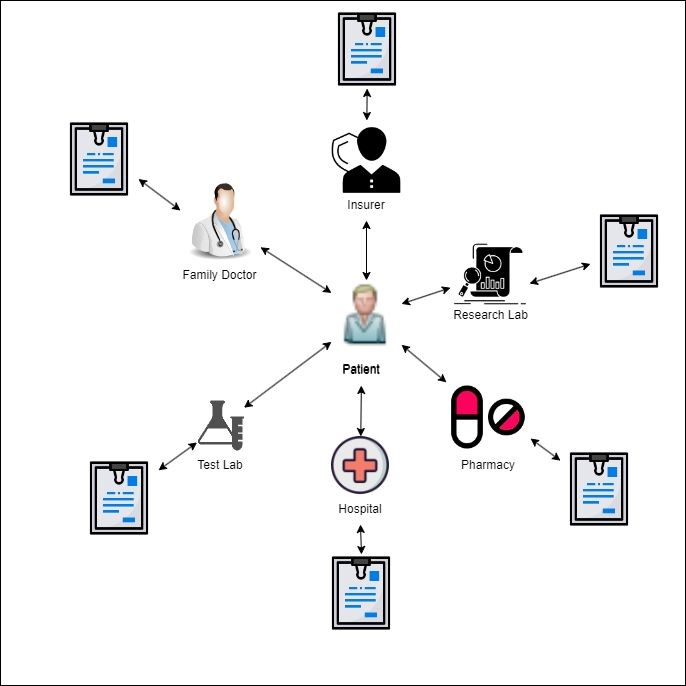 Insurer
Family Doctor
Research Lab
Patient
Test Lab
Pharmacy
Hospital